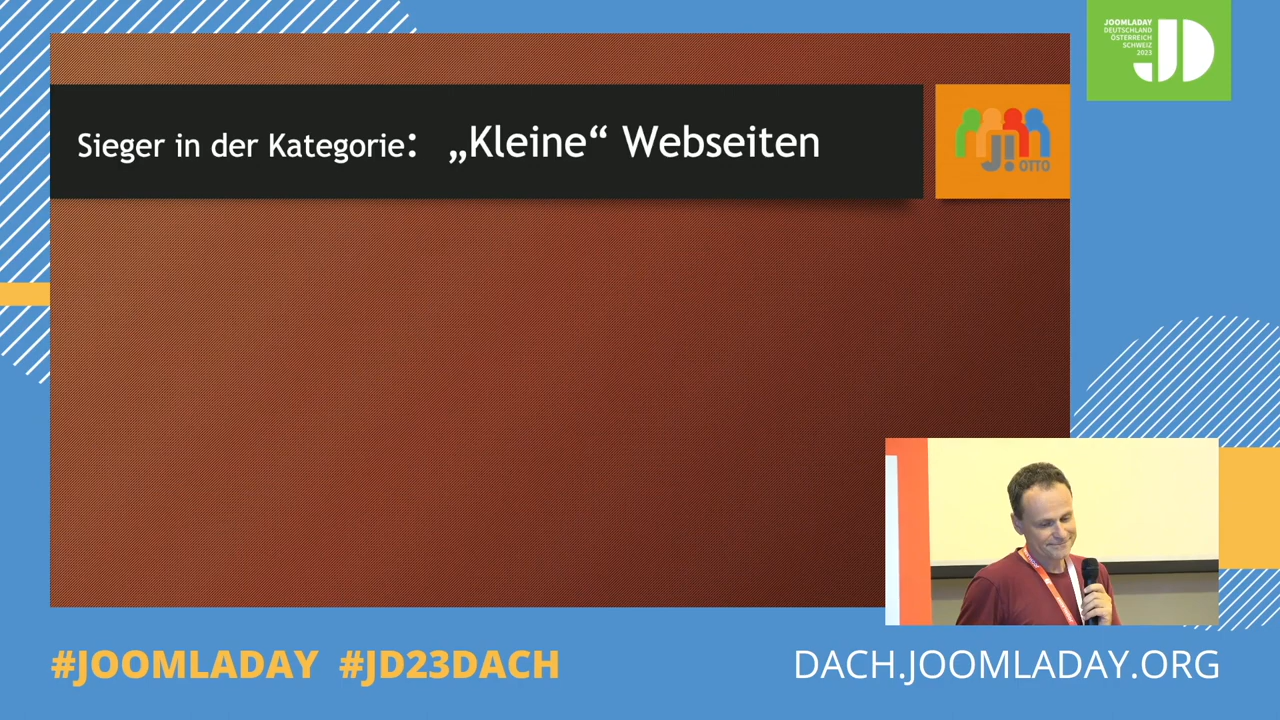 JOOMLADAY
DEUTSCHLAND
ÖSTERREICH
SCHWEIZ
2023
JD
Sieger in der Kategorie: „Kleine“ Webseiten
J!
OTTO
#JOOMLADAY #JD23DACH
DACH.JOOMLADAY.ORG